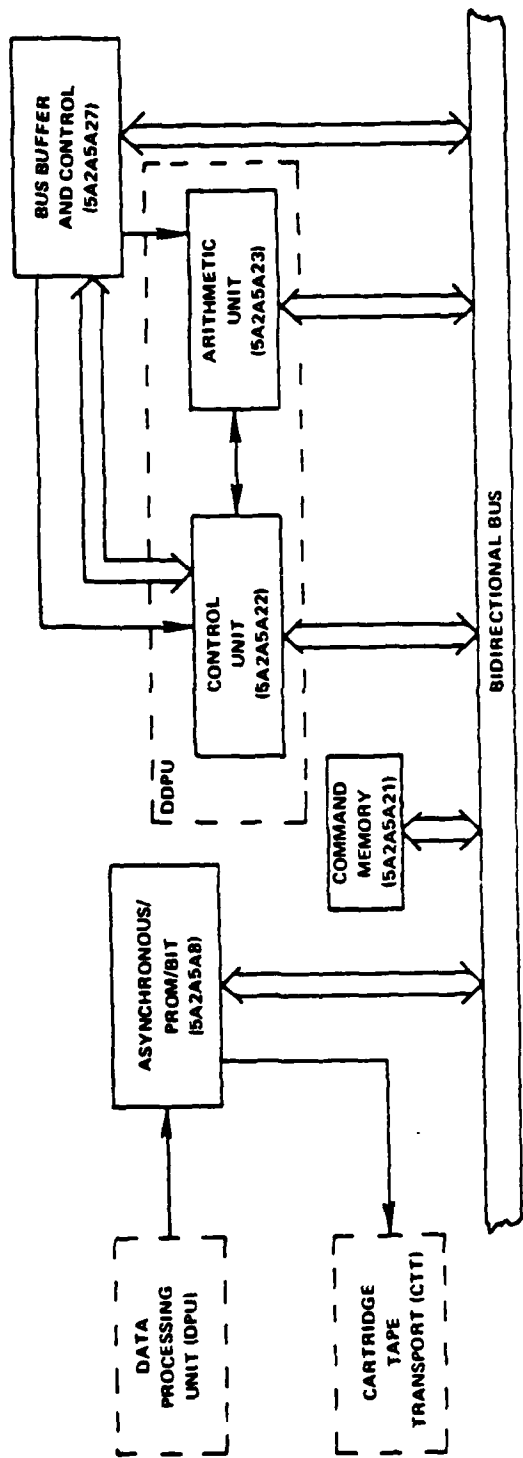 DATA
PROCESSING
UNIT (DPU)
CARTRIDGE
TAPE
TRANSPORT (CTT)
ASYNCHRONOUS/
PROM/BIT
(5A2A5A8)
COMMAND
MEMORY
(5A2A5A21)
DDPU
CONTROL
UNIT
(5A2A5A22)
ARITHMETIC
UNIT
(5A2A5A23)
BUS BUFFER
AND CONTROL
(5A2A5A27)
BIDIRECTIONAL BUS